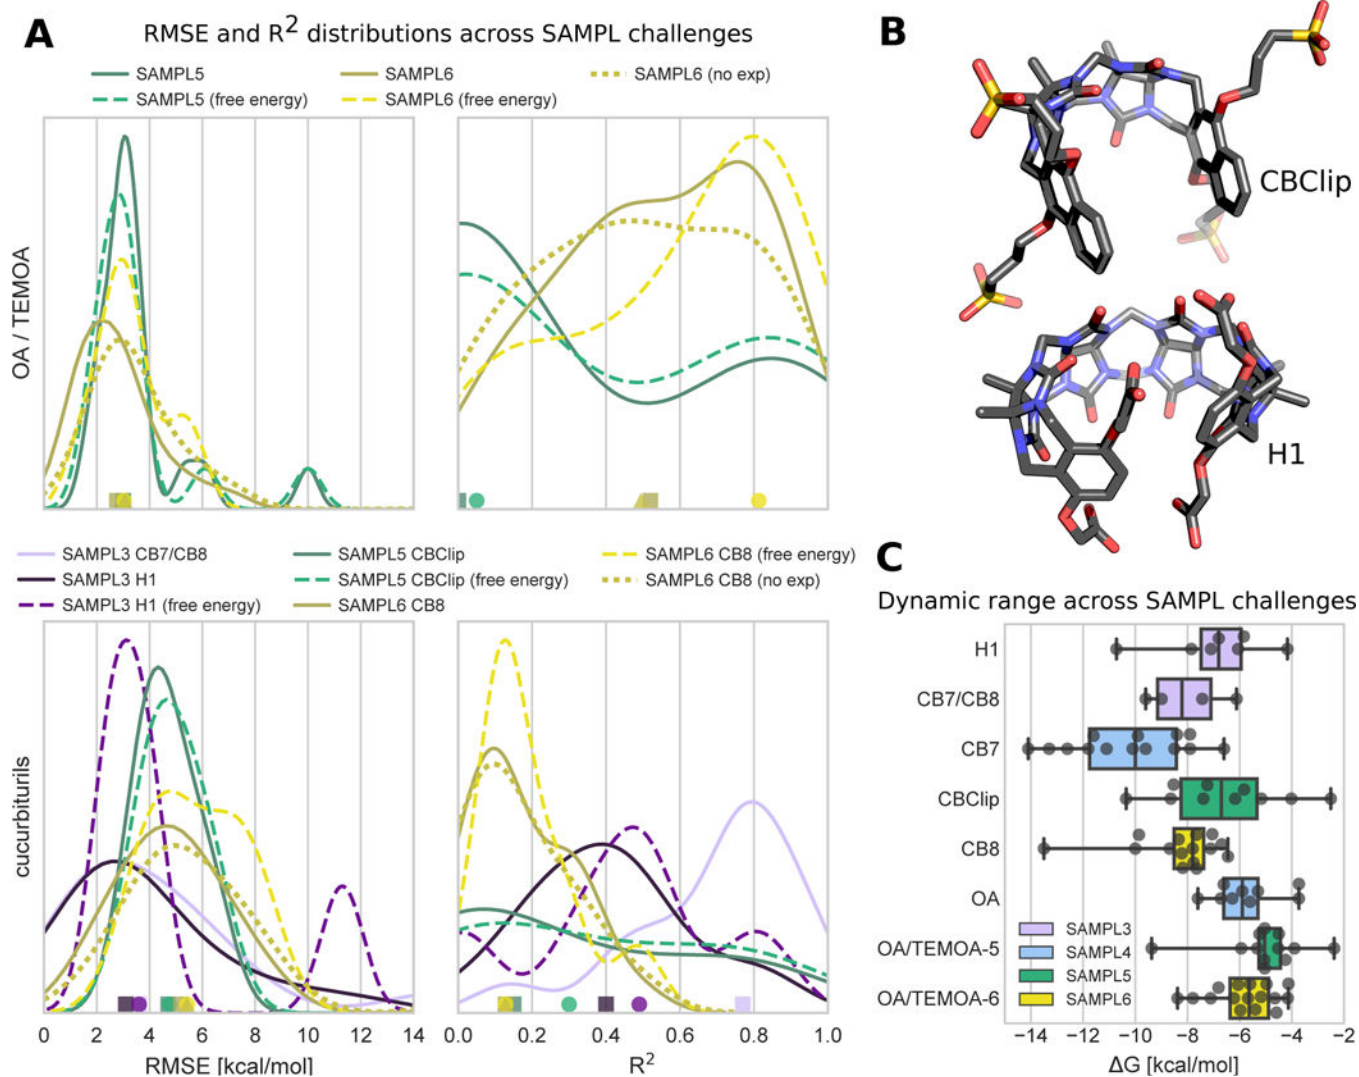 A
RMSE and R2 distributions across SAMPL challenges
SAMPL5
SAMPL6
SAMPL6 (no exp)
SAMPL5 (free energy)
SAMPL6 (free energy)
OA / TEMOA
SAMPL3 CB7/CB8
SAMPL5 CBClip
SAMPL6 CB8 (free energy)
SAMPL3 H1
SAMPL5 CBClip (free energy)
SAMPL6 CB8 (no exp)
SAMPL3 H1 (free energy)
SAMPL6 CB8
cucurbiturils
0 2 4 6 8 10 12 14
RMSE [kcal/mol]
0.0 0.2 0.4 0.6 0.8 1.0
R2
B
CBClip
H1
C
Dynamic range across SAMPL challenges
H1
CB7/CB8
CB7
CBClip
CB8
OA
OA/TEMOA-5
OA/TEMOA-6
SAMPL3
SAMPL4
SAMPL5
SAMPL6
−14 −12 −10 −8 −6 −4 −2
ΔG [kcal/mol]